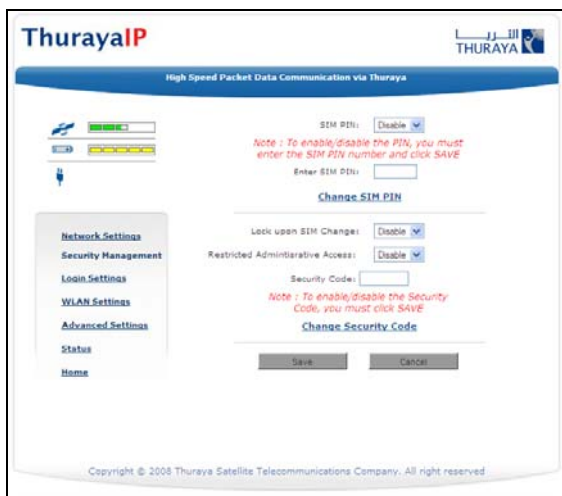 ThurayaIP
الثريا
THURAYA
High Speed Packet Data Communication via Thuraya
SIM PIN: Disable
Note : To enable/disable the PIN, you must
enter the SIM PIN number and click SAVE
Enter SIM PIN:
Change SIM PIN
Network Settings
Security Management
Login Settings
WLAN Settings
Advanced Settings
Status
Home
Lock upon SIM Change: Disable
Restricted Admintisrative Access: Disable
Security Code:
Note : To enable/disable the Security
Code, you must click SAVE
Change Security Code
Save Cancel
Copyright © 2008 Thuraya Satellite Telecommunications Company. All right reserved